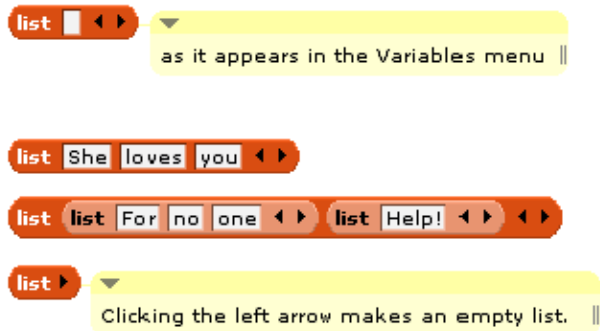 list
as it appears in the Variables menu
list She loves you
list list For no one list Help!
list
Clicking the left arrow makes an empty list.